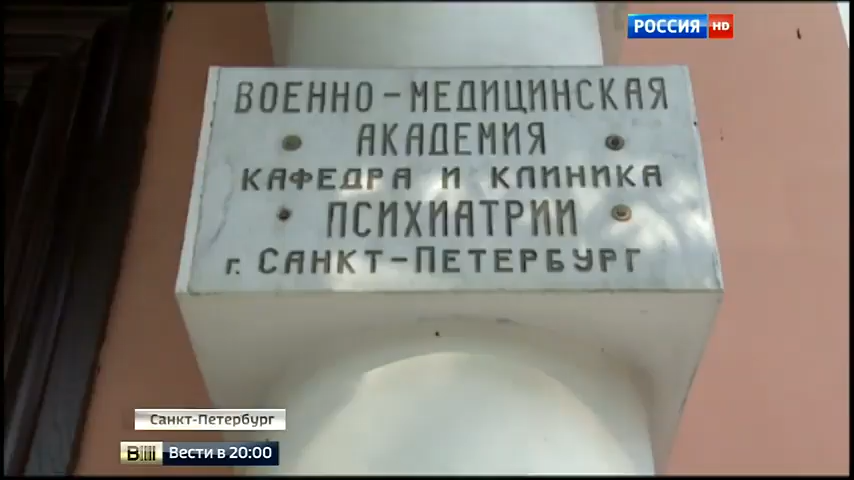 РОССИЯ HD
ВОЕННО-МЕДИЦИНСКАЯ
АКАДЕМИЯ
КАФЕДРА И КЛИНИКА
ПСИХИАТРИИ
г. САНКТ-ПЕТЕРБУРГ
Санкт-Петербург
Вести в 20:00